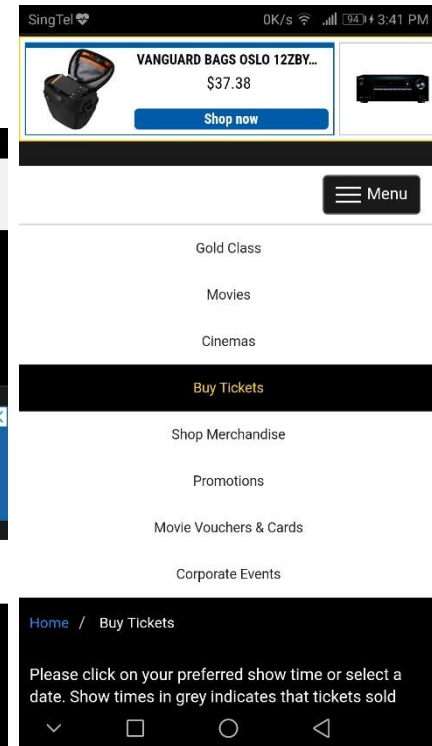 SingTel
0K/s 94 3:41 PM
VANGUARD BAGS OSLO 12ZBY...
$37.38
Shop now
Menu
Gold Class
Movies
Cinemas
Buy Tickets
Shop Merchandise
Promotions
Movie Vouchers & Cards
Corporate Events
Home / Buy Tickets
Please click on your preferred show time or select a
date. Show times in grey indicates that tickets sold